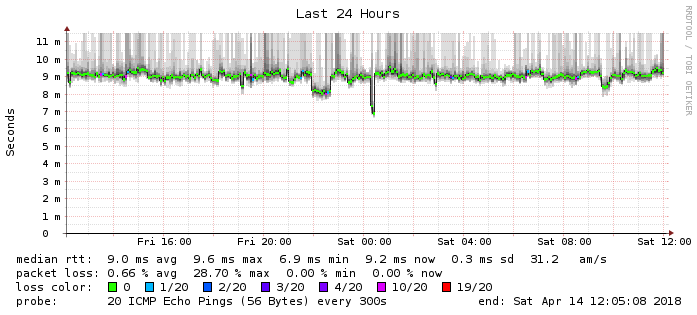 Last 24 Hours
RRDTOOL / TOBI OETIKER
Seconds
11 m
10 m
9 m
8 m
7 m
6 m
5 m
4 m
3 m
2 m
1 m
0
Fri 16:00 Fri 20:00 Sat 00:00 Sat 04:00 Sat 08:00 Sat 12:00
median rtt: 9.0 ms avg 9.6 ms max 6.9 ms min 9.2 ms now 0.3 ms sd 31.2 am/s
packet loss: 0.66 % avg 28.70 % max 0.00 % min 0.00 % now
loss color: 0 1/20 2/20 3/20 4/20 10/20 19/20
probe: 20 ICMP Echo Pings (56 Bytes) every 300s end: Sat Apr 14 12:05:08 2018